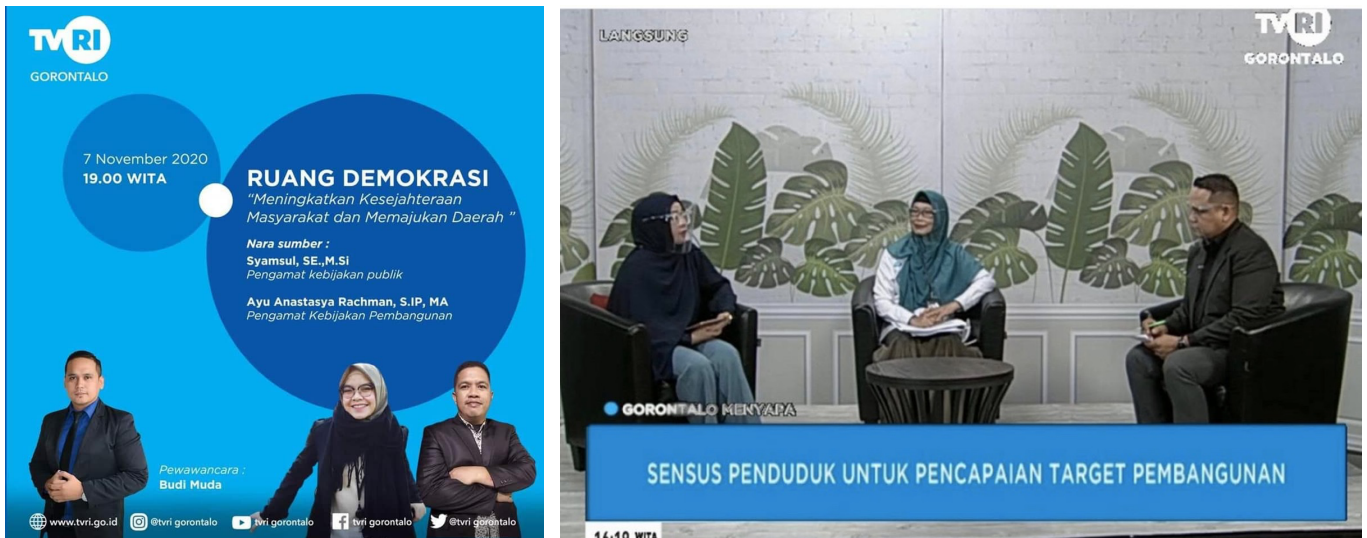 TVRI
GORONTALO
7 November 2020
19.00 WITA
RUANG DEMOKRASI
"Meningkatkan Kesejahteraan
Masyarakat dan Memajukan Daerah "
Nara sumber :
Syamsul, SE.,M.Si
Pengamat kebijakan publik
Ayu Anastasya Rachman, S.IP, MA
Pengamat Kebijakan Pembangunan
Pewawancara :
Budi Muda
www.tvri.go.id @tvri gorontalo tvri gorontalo tvri gorontalo @tvri gorontalo
LANGSUNG
TVRI
GORONTALO
GORONTALO MENYAPA
SENSUS PENDUDUK UNTUK PENCAPAIAN TARGET PEMBANGUNAN
14:10 WITA